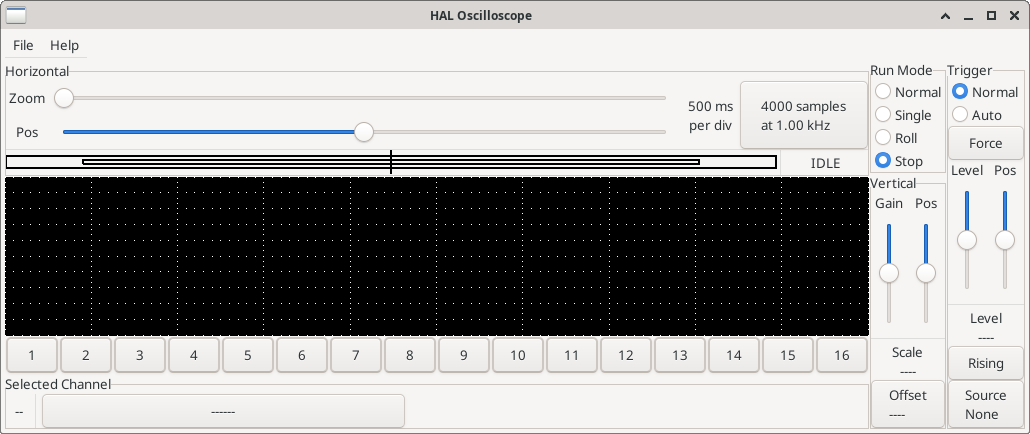 HAL Oscilloscope
File Help
Horizontal
Zoom
Pos
500 ms
per div
4000 samples
at 1.00 kHz
IDLE
Run Mode
Normal
Single
Roll
Stop
Trigger
Normal
Auto
Force
Level Pos
Vertical
Gain Pos
1 2 3 4 5 6 7 8 9 10 11 12 13 14 15 16
Selected Channel
-- ------
Scale
----
Offset
----
Level
----
Rising
Source
None